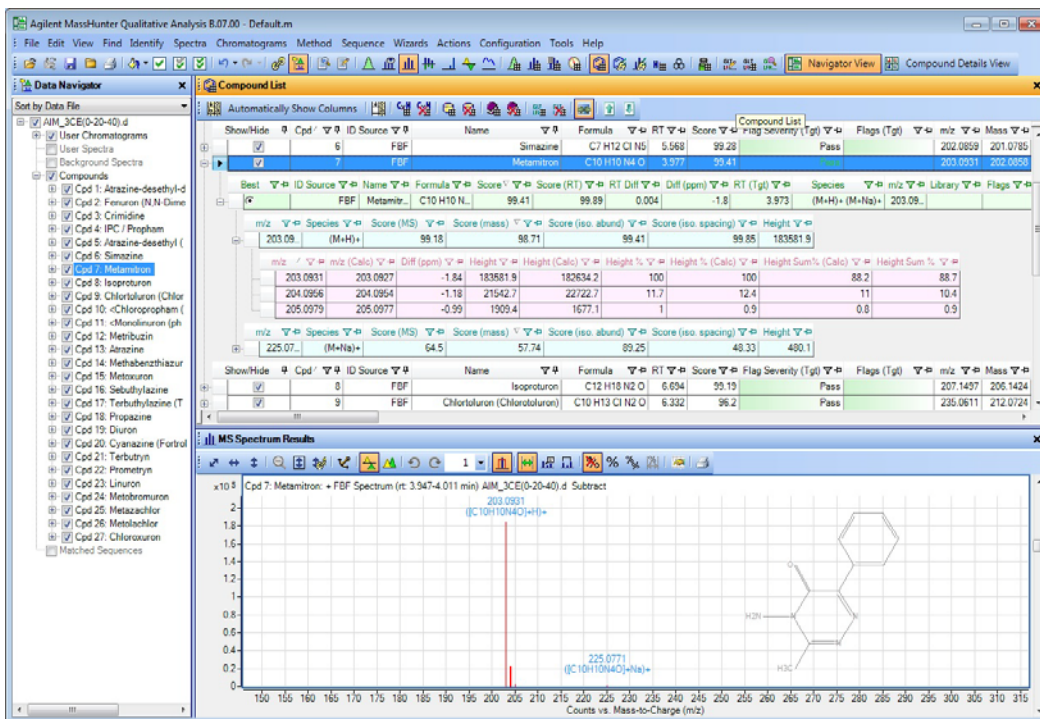 Agilent MassHunter Qualitative Analysis B.07.00 - Default.m
File Edit View Find Identify Spectra Chromatograms Method Sequence Wizards Actions Configuration Tools Help
Navigator View Compound Details View
Data Navigator
Sort by Data File
AIM_3CE(0-20-40).d
User Chromatograms
User Spectra
Background Spectra
Compounds
Cpd 1: Atrazine-desethyl-d
Cpd 2: Fenuron (N,N-Dime
Cpd 3: Crimidine
Cpd 4: IPC / Propham
Cpd 5: Atrazine-desethyl (
Cpd 6: Simazine
Cpd 7: Metamitron
Cpd 8: Isoproturon
Cpd 9: Chlortoluron (Chlor
Cpd 10: <Chloropropham (
Cpd 11: <Monolinuron (ph
Cpd 12: Metribuzin
Cpd 13: Atrazine
Cpd 14: Methabenzthiazur
Cpd 15: Metoxuron
Cpd 16: Sebuthylazine
Cpd 17: Terbuthylazine (T
Cpd 18: Propazine
Cpd 19: Diuron
Cpd 20: Cyanazine (Fortrol
Cpd 21: Terbutryn
Cpd 22: Prometryn
Cpd 23: Linuron
Cpd 24: Metobromuron
Cpd 25: Metazachlor
Cpd 26: Metolachlor
Cpd 27: Chloroxuron
Matched Sequences
Compound List
Automatically Show Columns
Compound List
Show/Hide Cpd ID Source Name Formula RT Score Flag Severity (Tgt) Flags (Tgt) m/z Mass
6 FBF Simazine C7 H12 Cl N5 5.568 99.28 Pass 202.0859 201.0785
7 FBF Metamitron C10 H10 N4 O 3.977 99.41 Pass 203.0931 202.0858
Best ID Source Name Formula Score Score (RT) RT Diff Diff (ppm) RT (Tgt) Species m/z Library Flags
FBF Metamitr... C10 H10 N... 99.41 99.89 0.004 -1.8 3.973 (M+H)+ (M+Na)+ 203.09...
m/z Species Score (MS) Score (mass) Score (iso. abund) Score (iso. spacing) Height
203.09... (M+H)+ 99.18 98.71 99.41 99.85 183581.9
m/z m/z (Calc) Diff (ppm) Height Height (Calc) Height % Height % (Calc) Height Sum% (Calc) Height Sum %
203.0931 203.0927 -1.84 183581.9 182634.2 100 100 88.2 88.7
204.0956 204.0954 -1.18 21542.7 22722.7 11.7 12.4 11 10.4
205.0979 205.0977 -0.99 1909.4 1677.1 1 0.9 0.8 0.9
m/z Species Score (MS) Score (mass) Score (iso. abund) Score (iso. spacing) Height
225.07... (M+Na)+ 64.5 57.74 89.25 48.33 480.1
Show/Hide Cpd ID Source Name Formula RT Score Flag Severity (Tgt) Flags (Tgt) m/z Mass
8 FBF Isoproturon C12 H18 N2 O 6.694 99.19 Pass 207.1497 206.1424
9 FBF Chlortoluron (Chlorotoluron) C10 H13 Cl N2 O 6.332 96.2 Pass 235.0611 212.0724
MS Spectrum Results
1
x10 5 Cpd 7: Metamitron: + FBF Spectrum (rt: 3.947-4.011 min) AIM_3CE(0-20-40).d Subtract
203.0931
([C10H10N4O]+H)+
2
1.8
1.6
1.4
1.2
1
0.8
0.6
0.4
0.2
0
225.0771
([C10H10N4O]+Na)+
O
H2N
N
N
N
H3C
150 155 160 165 170 175 180 185 190 195 200 205 210 215 220 225 230 235 240 245 250 255 260 265 270 275 280 285 290 295 300 305 310 315
Counts vs. Mass-to-Charge (m/z)